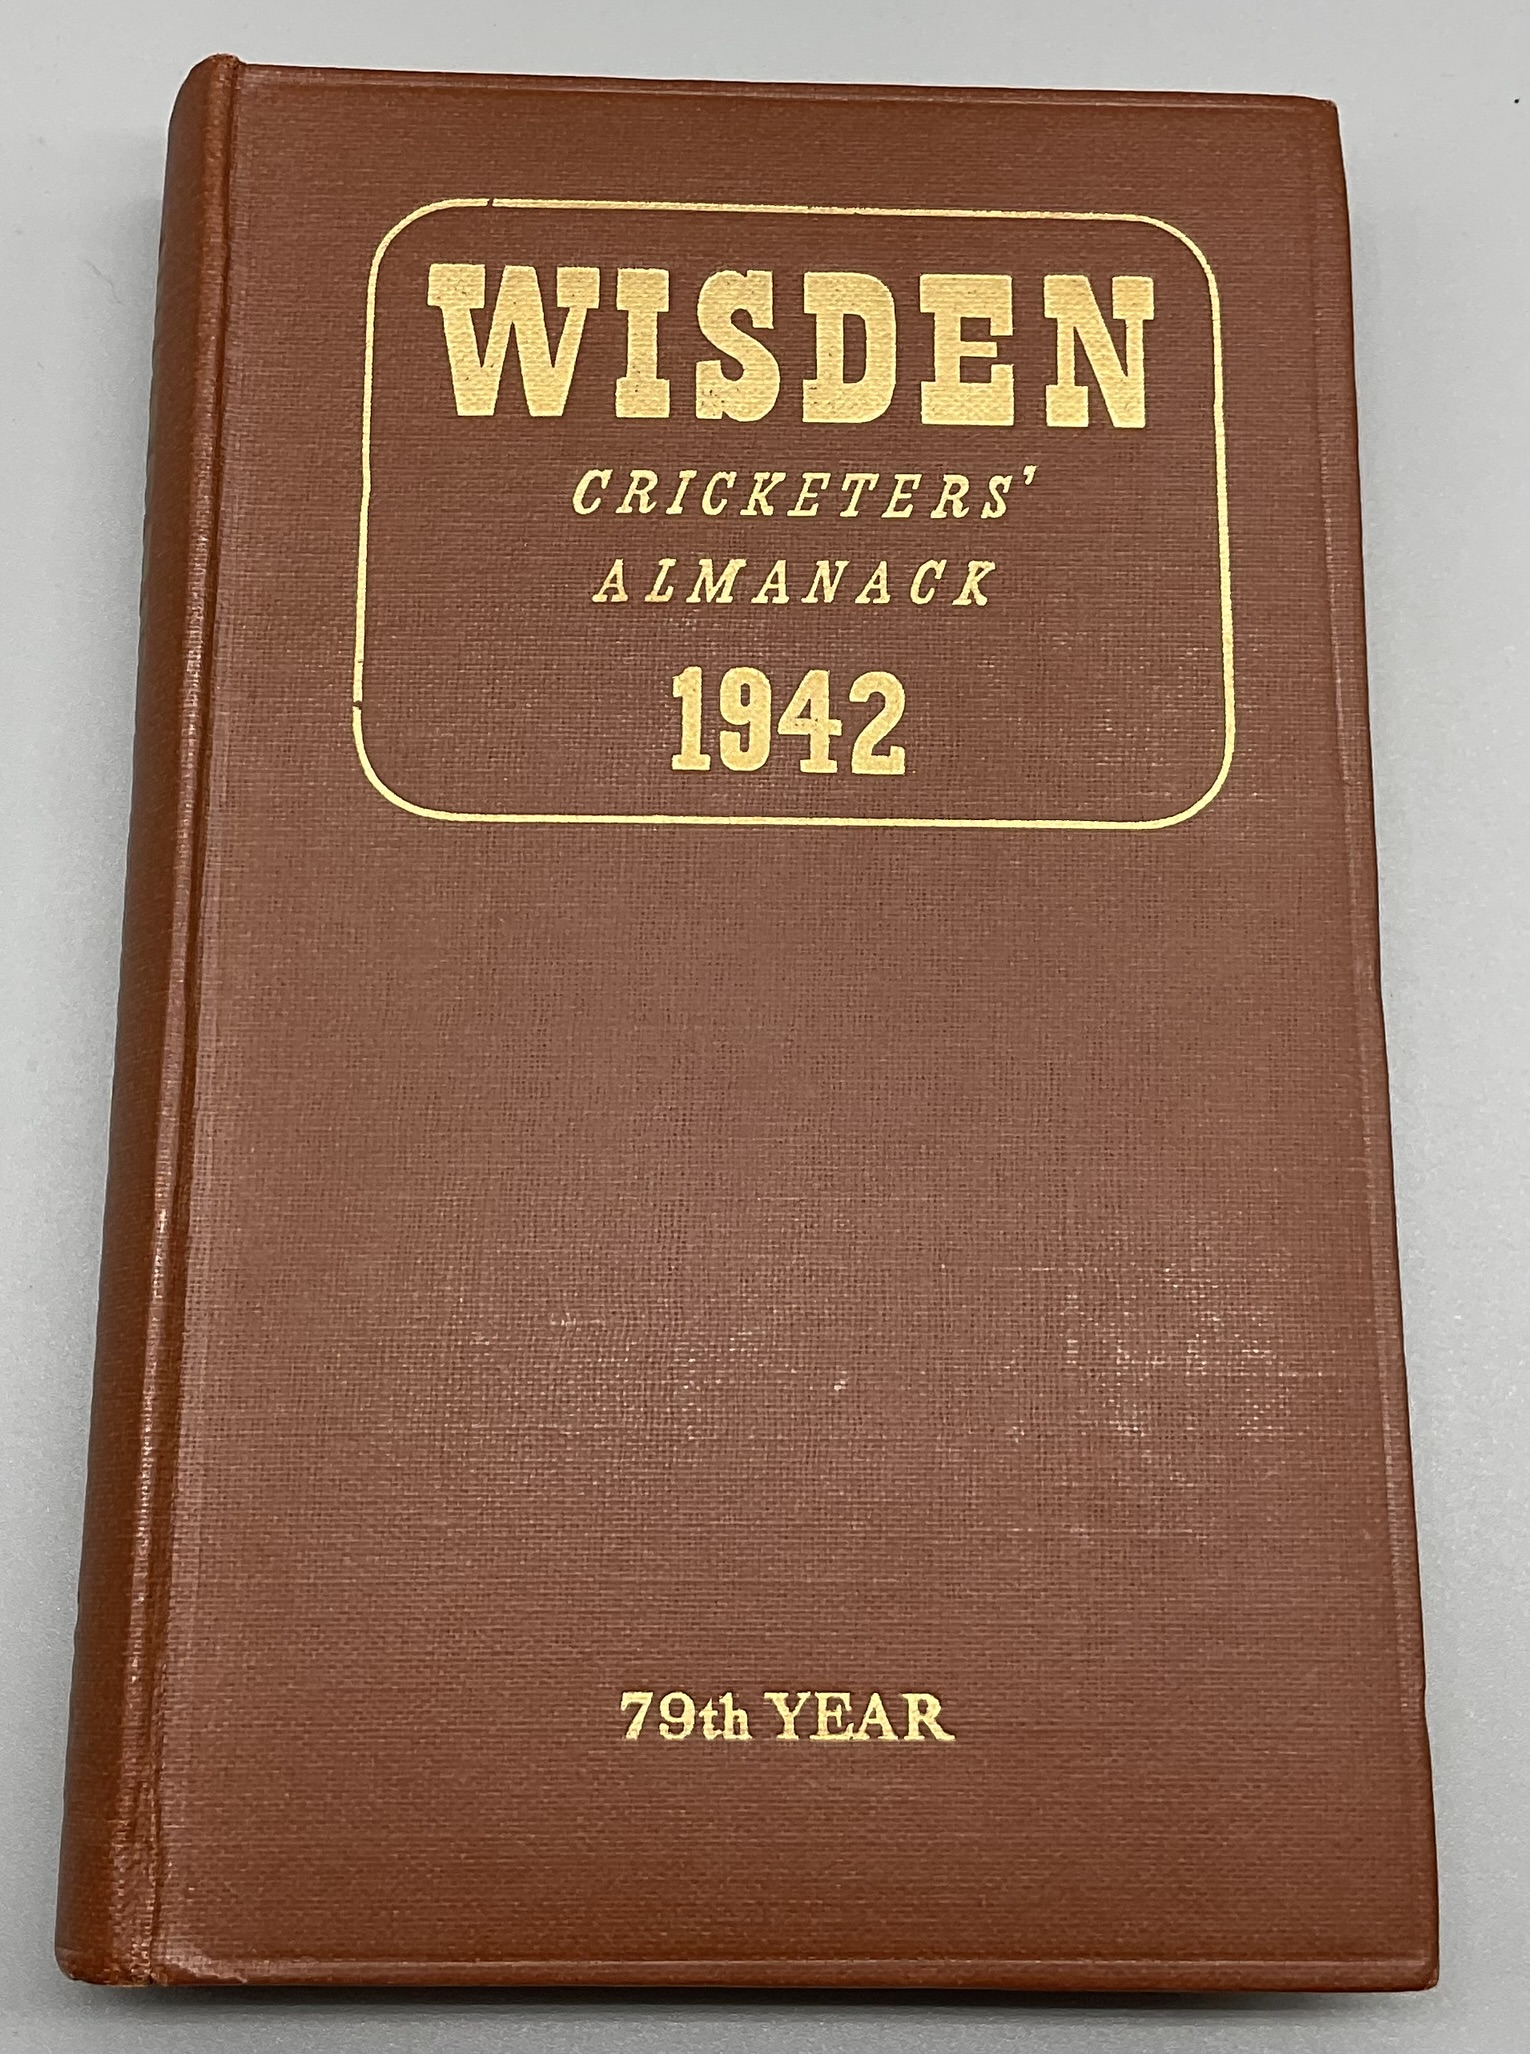 WISDEN
CRICKETERS'
ALMANACK
1942
79th YEAR